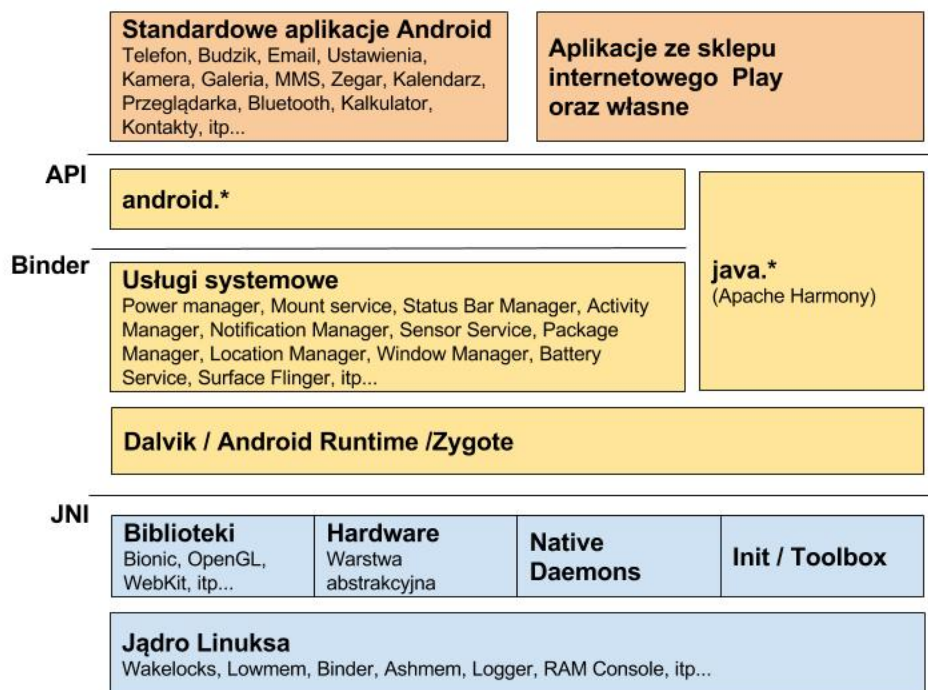 Standardowe aplikacje Android
Telefon, Budzik, Email, Ustawienia,
Kamera, Galeria, MMS, Zegar, Kalendarz,
Przeglądarka, Bluetooth, Kalkulator,
Kontakty, itp...
Aplikacje ze sklepu
internetowego Play
oraz własne
API
android.*
Binder
Usługi systemowe
Power manager, Mount service, Status Bar Manager, Activity
Manager, Notification Manager, Sensor Service, Package
Manager, Location Manager, Window Manager, Battery
Service, Surface Flinger, itp...
java.*
(Apache Harmony)
Dalvik / Android Runtime /Zygote
JNI
Biblioteki
Bionic, OpenGL,
WebKit, itp...
Hardware
Warstwa
abstrakcyjna
Native
Daemons
Init / Toolbox
Jądro Linuksa
Wakelocks, Lowmem, Binder, Ashmem, Logger, RAM Console, itp...